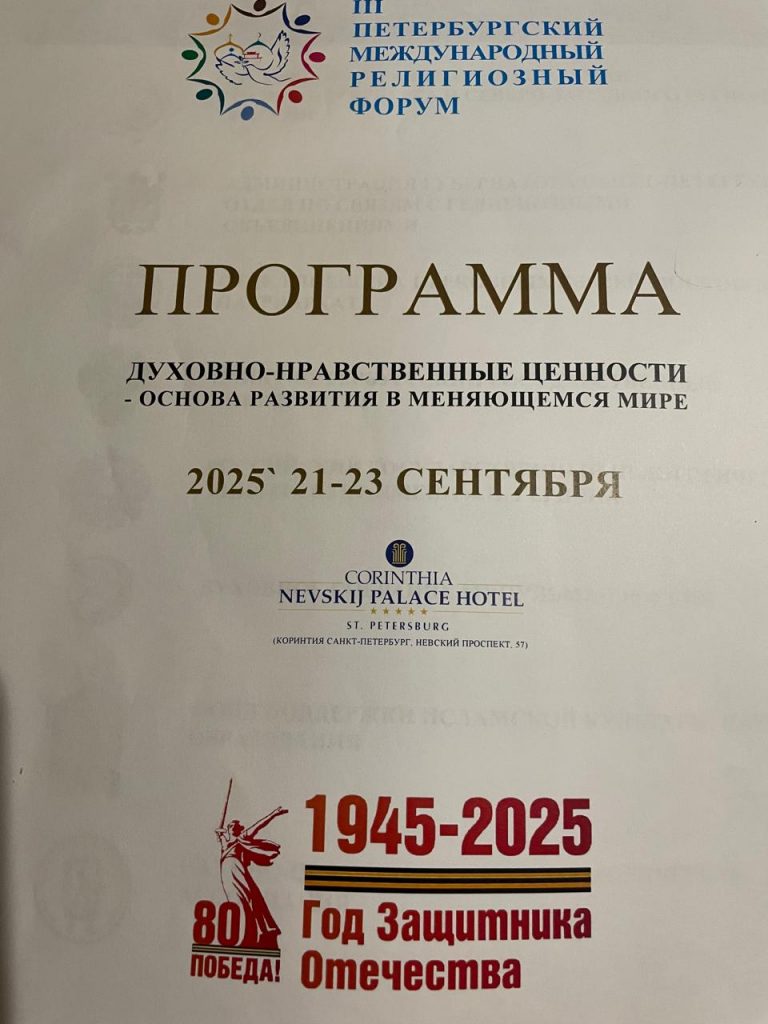 III
ПЕТЕРБУРГСКИЙ
МЕЖДУНАРОДНЫЙ
РЕЛИГИОЗНЫЙ
ФОРУМ
ПРОГРАММА
ДУХОВНО-НРАВСТВЕННЫЕ ЦЕННОСТИ
- ОСНОВА РАЗВИТИЯ В МЕНЯЮЩЕМСЯ МИРЕ
2025` 21-23 СЕНТЯБРЯ
CORINTHIA
NEVSKIJ PALACE HOTEL
ST. PETERSBURG
(КОРИНТИЯ САНКТ-ПЕТЕРБУРГ, НЕВСКИЙ ПРОСПЕКТ, 57)
1945-2025
Год Защитника
Отечества
80
ПОБЕДА!